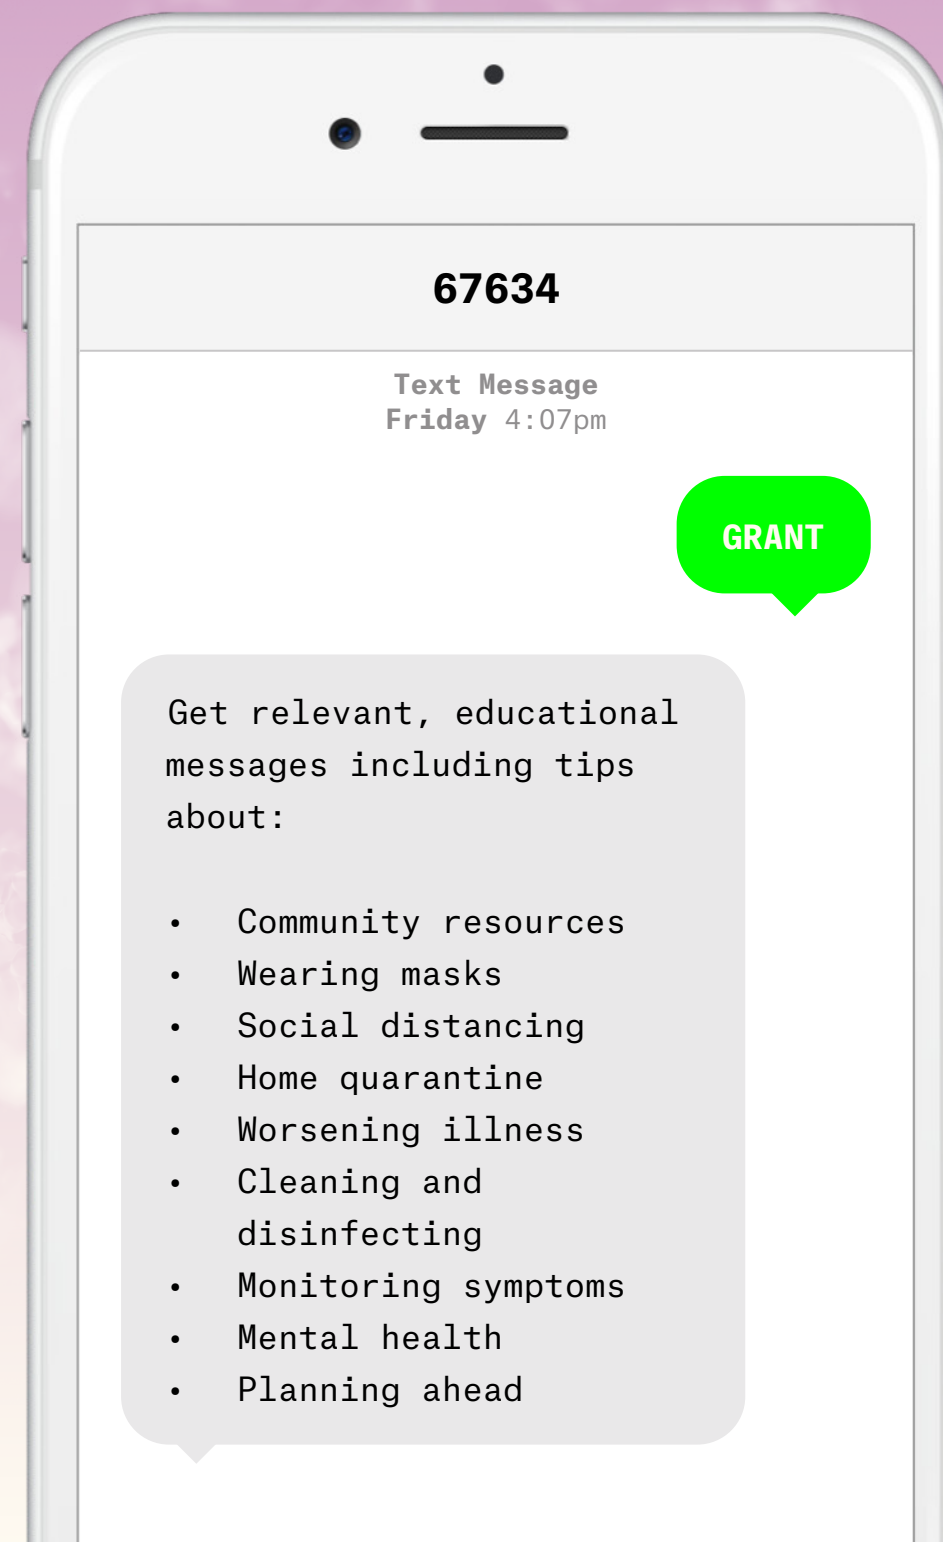 67634
Text Message
Friday 4:07pm
GRANT
Get relevant, educational
messages including tips
about:
• Community resources
• Wearing masks
• Social distancing
• Home quarantine
• Worsening illness
• Cleaning and
disinfecting
• Monitoring symptoms
• Mental health
• Planning ahead